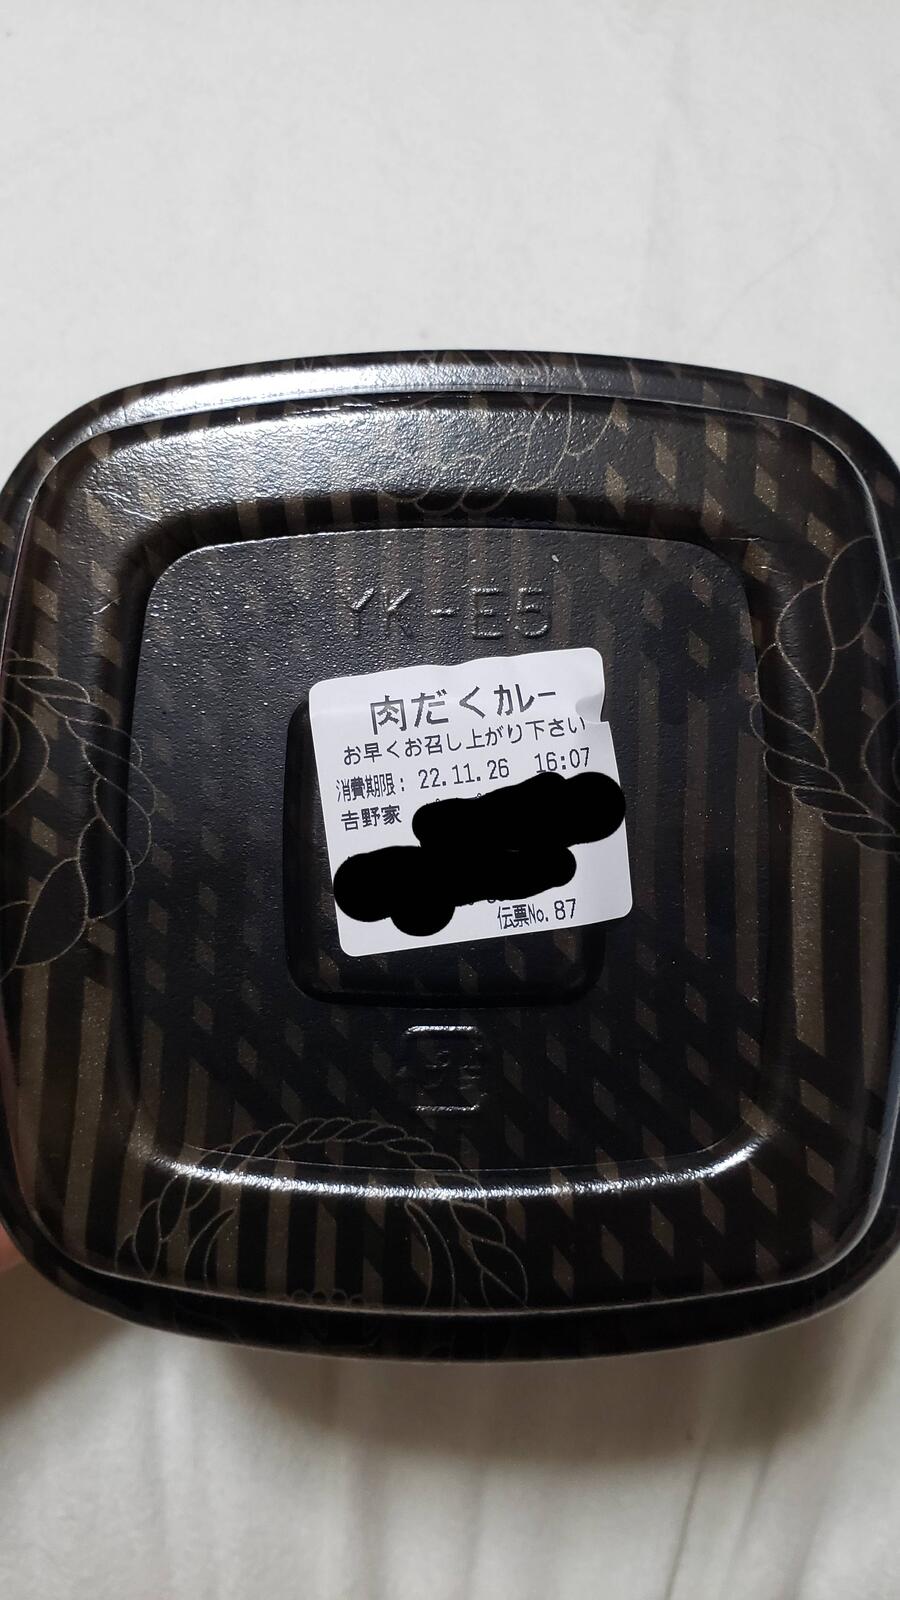 YK-E5
肉だくカレー
お早くお召し上がり下さい
消費期限: 22.11.26 16:07
吉野家
伝票No.87